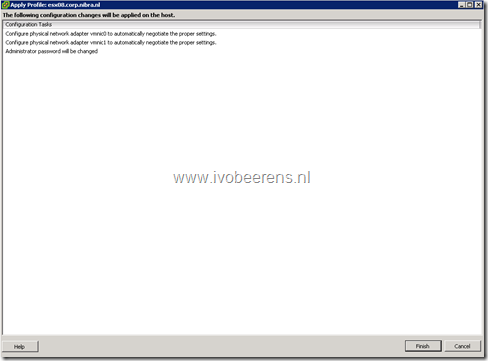 Apply Profile: esx08.corp.nibra.nl
The following configuration changes will be applied on the host.
Configuration Tasks
Configure physical network adapter vmnic0 to automatically negotiate the proper settings.
Configure physical network adapter vmnic1 to automatically negotiate the proper settings.
Administrator password will be changed
www.ivobeerens.nl
Help
Finish
Cancel